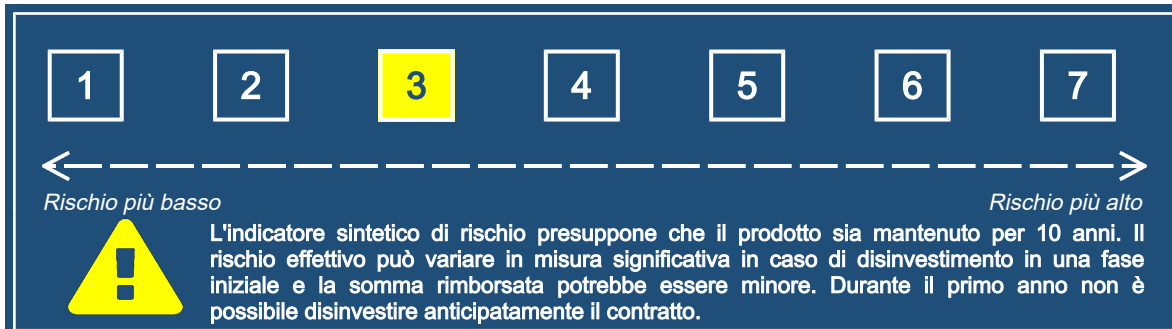 1 2 3 4 5 6 7
Rischio più basso Rischio più alto
L'indicatore sintetico di rischio presuppone che il prodotto sia mantenuto per 10 anni. Il
rischio effettivo può variare in misura significativa in caso di disinvestimento in una fase
iniziale e la somma rimborsata potrebbe essere minore. Durante il primo anno non è
possibile disinvestire anticipatamente il contratto.